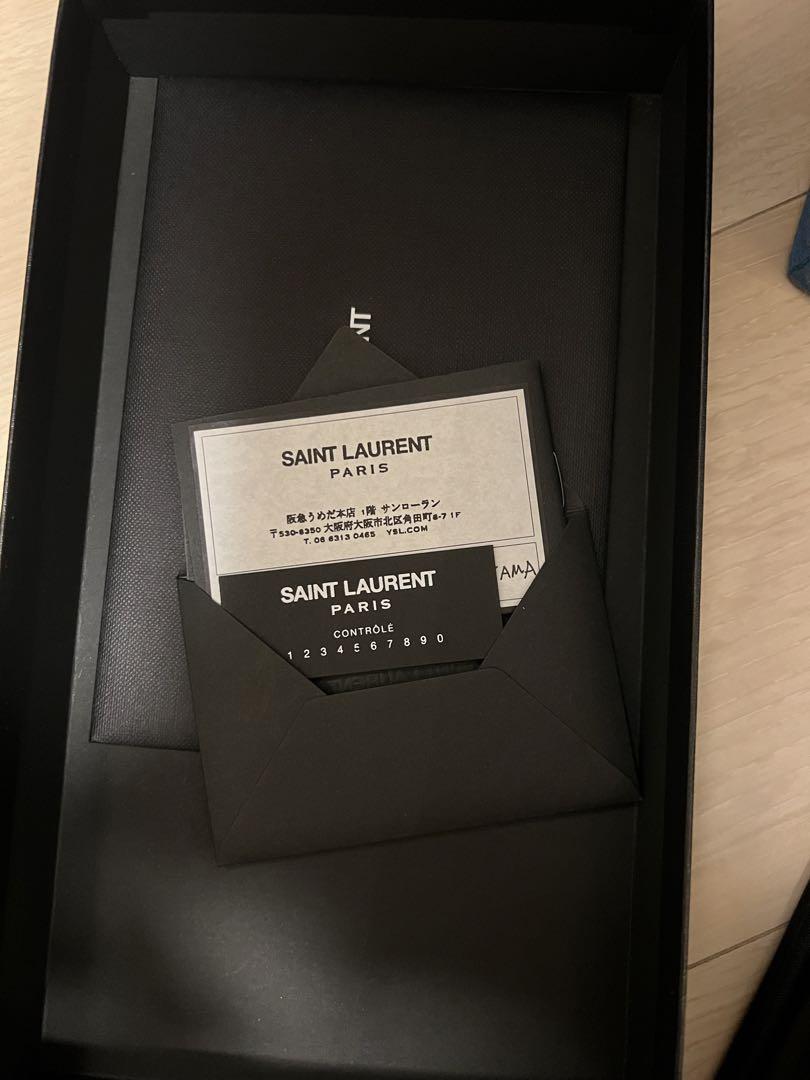 NT
SAINT LAURENT
PARIS
阪急うめだ本店 1階 サンローラン
〒530-8350 大阪府大阪市北区角田町8-7 1F
T. 06 6313 0465 YSL.COM
AMA
SAINT LAURENT
PARIS
CONTRÔLÉ
1 2 3 4 5 6 7 8 9 0